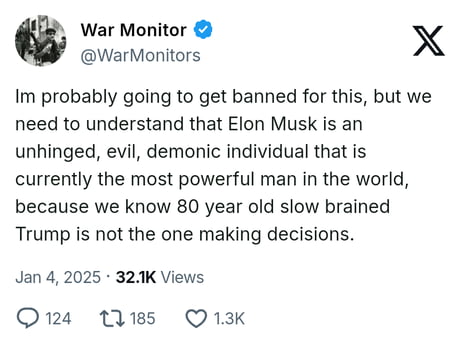 War Monitor
@WarMonitors
Im probably going to get banned for this, but we
need to understand that Elon Musk is an
unhinged, evil, demonic individual that is
currently the most powerful man in the world,
because we know 80 year old slow brained
Trump is not the one making decisions.
Jan 4, 2025 · 32.1K Views
124 185 1.3K